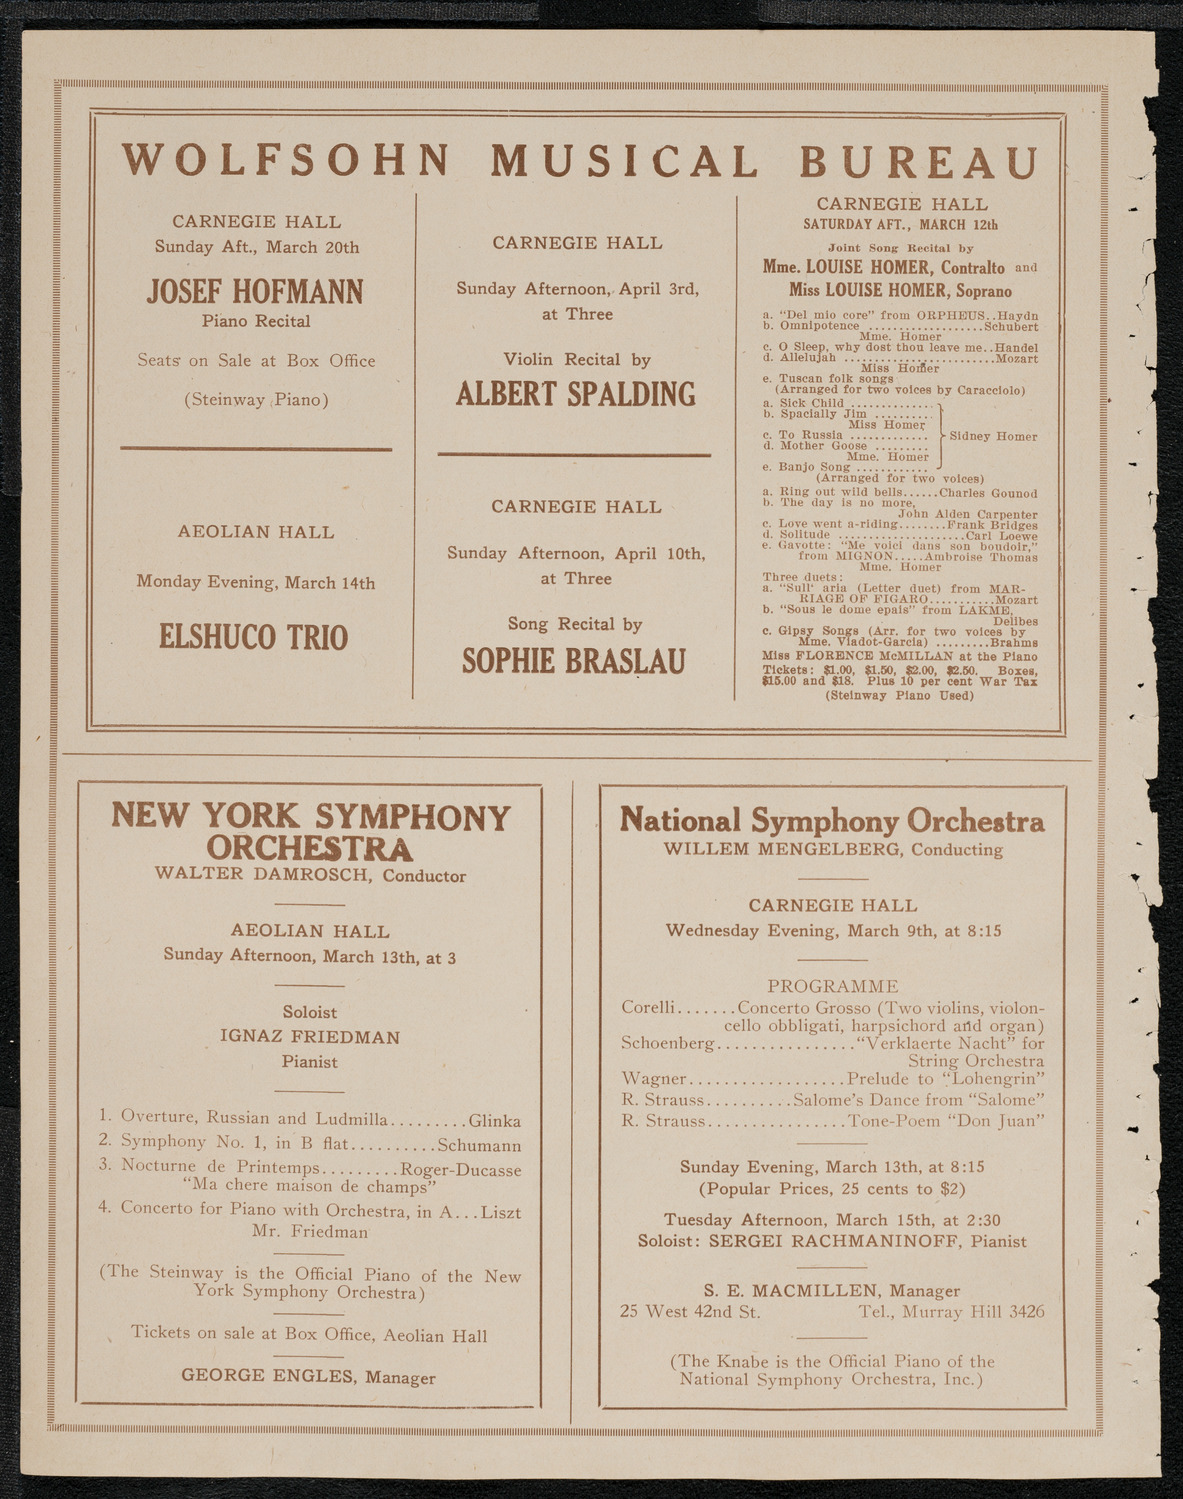 WOLFSOHN MUSICAL BUREAU
CARNEGIE HALL
Sunday Aft., March 20th
JOSEF HOFMANN
Piano Recital
Seats on Sale at Box Office
(Steinway Piano)
AEOLIAN HALL
Monday Evening, March 14th
ELSHUCO TRIO
CARNEGIE HALL
Sunday Afternoon, April 3rd,
at Three
Violin Recital by
ALBERT SPALDING
CARNEGIE HALL
Sunday Afternoon, April 10th,
at Three
Song Recital by
SOPHIE BRASLAU
CARNEGIE HALL
SATURDAY AFT., MARCH 12th
Joint Song Recital by
Mme. LOUISE HOMER, Contralto and
Miss LOUISE HOMER, Soprano
a. "Del mio core" from ORPHEUS..Haydn
b. Omnipotence ...................Schubert
Mme. Homer
c. O Sleep, why dost thou leave me..Handel
d. Allelujah .........................Mozart
Miss Homer
e. Tuscan folk songs
(Arranged for two voices by Caracciolo)
a. Sick Child .............
b. Spacially Jim ..........
Miss Homer
c. To Russia ............. Sidney Homer
d. Mother Goose .........
Mme. Homer
e. Banjo Song ............
(Arranged for two voices)
a. Ring out wild bells......Charles Gounod
b. The day is no more,
John Alden Carpenter
c. Love went a-riding........Frank Bridges
d. Solitude .....................Carl Loewe
e. Gavotte: "Me voici dans son boudoir,"
from MIGNON.....Ambroise Thomas
Mme. Homer
Three duets:
a. "Sull' aria (Letter duet) from MAR-
RIAGE OF FIGARO...........Mozart
b. "Sous le dome epais" from LAKME,
Delibes
c. Gipsy Songs (Arr. for two voices by
Mme. Viadot-Garcia) .........Brahms
Miss FLORENCE McMILLAN at the Piano
Tickets: $1.00, $1.50, $2.00, $2.50. Boxes,
$15.00 and $18. Plus 10 per cent War Tax
(Steinway Piano Used)
NEW YORK SYMPHONY
ORCHESTRA
WALTER DAMROSCH, Conductor
AEOLIAN HALL
Sunday Afternoon, March 13th, at 3
Soloist
IGNAZ FRIEDMAN
Pianist
1. Overture, Russian and Ludmilla.........Glinka
2. Symphony No. 1, in B flat..........Schumann
3. Nocturne de Printemps.........Roger-Ducasse
"Ma chere maison de champs"
4. Concerto for Piano with Orchestra, in A...Liszt
Mr. Friedman
(The Steinway is the Official Piano of the New
York Symphony Orchestra)
Tickets on sale at Box Office, Aeolian Hall
GEORGE ENGLES, Manager
National Symphony Orchestra
WILLEM MENGELBERG, Conducting
CARNEGIE HALL
Wednesday Evening, March 9th, at 8:15
PROGRAMME
Corelli.......Concerto Grosso (Two violins, violon-
cello obbligati, harpsichord and organ)
Schoenberg................"Verklaerte Nacht" for
String Orchestra
Wagner..................Prelude to "Lohengrin"
R. Strauss..........Salome's Dance from "Salome"
R. Strauss................Tone-Poem "Don Juan"
Sunday Evening, March 13th, at 8:15
(Popular Prices, 25 cents to $2)
Tuesday Afternoon, March 15th, at 2:30
Soloist: SERGEI RACHMANINOFF, Pianist
S. E. MACMILLEN, Manager
25 West 42nd St. Tel., Murray Hill 3426
(The Knabe is the Official Piano of the
National Symphony Orchestra, Inc.)